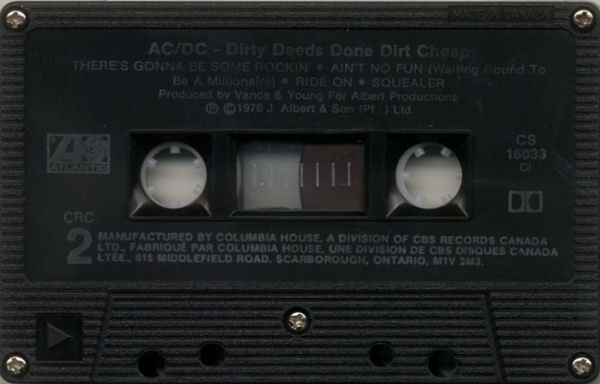 MADE IN CANADA
AC/DC - Dirty Deeds Done Dirt Cheap
THERE'S GONNA BE SOME ROCKIN' • AIN'T NO FUN (Waiting Round To
Be A Millionaire) • RIDE ON • SQUEALER
Produced by Vanda & Young For Albert Productions
Ⓟ ©1976 J. Albert & Son (Pt.) Ltd.
ATLANTIC
CS
16033
CI
CRC
2
MANUFACTURED BY COLUMBIA HOUSE, A DIVISION OF CBS RECORDS CANADA
LTD., FABRIQUÉ PAR COLUMBIA HOUSE, UNE DIVISION DE CBS DISQUES CANADA
LTÉE., 615 MIDDLEFIELD ROAD, SCARBOROUGH, ONTARIO, M1V 3M3.